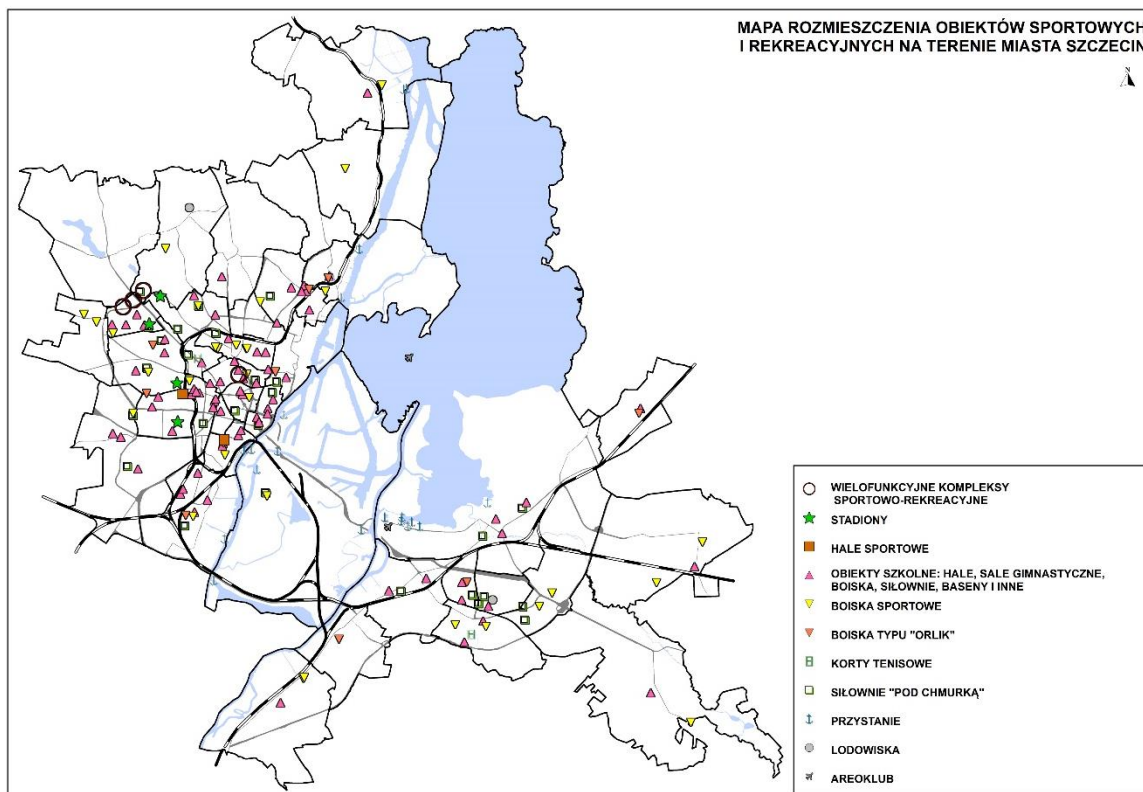 MAPA ROZMIESZCZENIA OBIEKTÓW SPORTOWYCH
I REKREACYJNYCH NA TERENIE MIASTA SZCZECIN
N
WIELOFUNKCYJNE KOMPLEKSY
SPORTOWO-REKREACYJNE
STADIONY
HALE SPORTOWE
OBIEKTY SZKOLNE: HALE, SALE GIMNASTYCZNE,
BOISKA, SIŁOWNIE, BASENY I INNE
BOISKA SPORTOWE
BOISKA TYPU "ORLIK"
KORTY TENISOWE
SIŁOWNIE "POD CHMURKĄ"
PRZYSTANIE
LODOWISKA
AREOKLUB